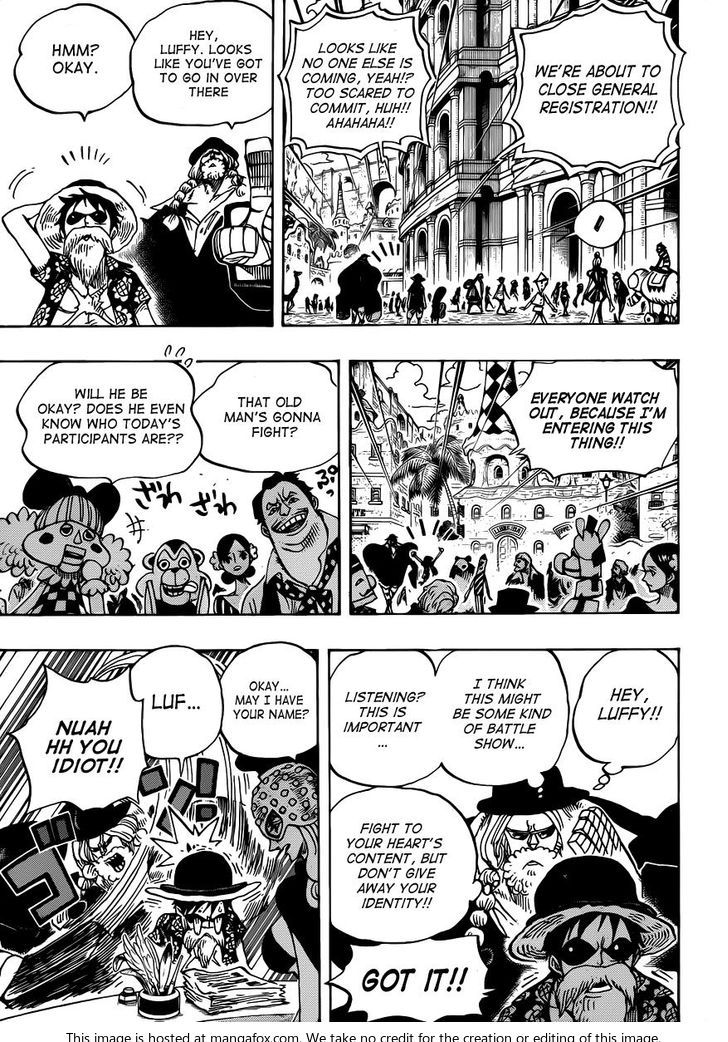 WE'RE ABOUT TO
CLOSE GENERAL
REGISTRATION!!
LOOKS LIKE
NO ONE ELSE IS
COMING, YEAH!?
TOO SCARED TO
COMMIT, HUH!!
AHAHAHA!!
HEY,
LUFFY. LOOKS
LIKE YOU'VE GOT
TO GO IN OVER
THERE
HMM?
OKAY.
EVERYONE WATCH
OUT, BECAUSE I'M
ENTERING THIS
THING!!
THAT OLD
MAN'S GONNA
FIGHT?
WILL HE BE
OKAY? DOES HE EVEN
KNOW WHO TODAY'S
PARTICIPANTS ARE??
ざわ
ざわ
HEY,
LUFFY!!
I THINK
THIS MIGHT
BE SOME KIND
OF BATTLE
SHOW...
LISTENING?
THIS IS
IMPORTANT
...
FIGHT TO
YOUR HEART'S
CONTENT, BUT
DON'T GIVE
AWAY YOUR
IDENTITY!!
GOT IT!!
OKAY...
MAY I HAVE
YOUR NAME?
LUF...
NUAH
HH YOU
IDIOT!!
This image is hosted at mangafox.com. We take no credit for the creation or editing of this image.